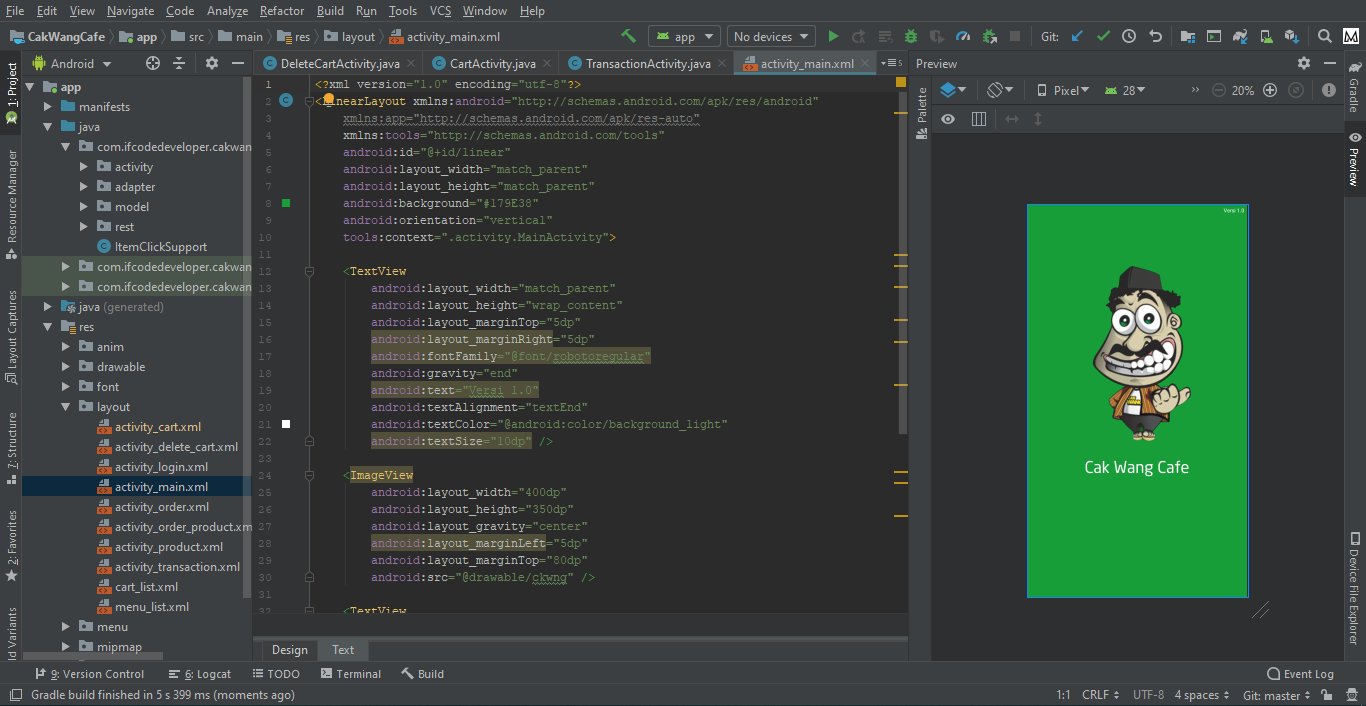 File Edit View Navigate Code Analyze Refactor Build Run Tools VCS Window Help
CakWangCafe app src main res layout activity_main.xml app No devices Git:
Android DeleteCartActivity.java CartActivity.java TransactionActivity.java activity_main.xml Preview
1: Project
Resource Manager
Layout Captures
7: Structure
2: Favorites
ld Variants
app
manifests
java
com.ifcodedeveloper.cakwan
activity
adapter
model
rest
ItemClickSupport
com.ifcodedeveloper.cakwan
com.ifcodedeveloper.cakwan
java (generated)
res
anim
drawable
font
layout
activity_cart.xml
activity_delete_cart.xml
activity_login.xml
activity_main.xml
activity_order.xml
activity_order_product.xm
activity_product.xml
activity_transaction.xml
cart_list.xml
menu_list.xml
menu
mipmap
1 <?xml version="1.0" encoding="utf-8"?>
2 <LinearLayout xmlns:android="http://schemas.android.com/apk/res/android"
3 xmlns:app="http://schemas.android.com/apk/res-auto"
4 xmlns:tools="http://schemas.android.com/tools"
5 android:id="@+id/linear"
6 android:layout_width="match_parent"
7 android:layout_height="match_parent"
8 android:background="#179E38"
9 android:orientation="vertical"
10 tools:context=".activity.MainActivity">
11
12 <TextView
13 android:layout_width="match_parent"
14 android:layout_height="wrap_content"
15 android:layout_marginTop="5dp"
16 android:layout_marginRight="5dp"
17 android:fontFamily="@font/robotoregular"
18 android:gravity="end"
19 android:text="Versi 1.0"
20 android:textAlignment="textEnd"
21 android:textColor="@android:color/background_light"
22 android:textSize="10dp" />
23
24 <ImageView
25 android:layout_width="400dp"
26 android:layout_height="350dp"
27 android:layout_gravity="center"
28 android:layout_marginLeft="5dp"
29 android:layout_marginTop="80dp"
30 android:src="@drawable/ckwng" />
31
32 <TextView
Design Text
Palette
Pixel 28 20%
Versi 1.0
Cak Wang Cafe
Gradle
Preview
Device File Explorer
9: Version Control 6: Logcat TODO Terminal Build Event Log
Gradle build finished in 5 s 399 ms (moments ago) 1:1 CRLF UTF-8 4 spaces Git: master